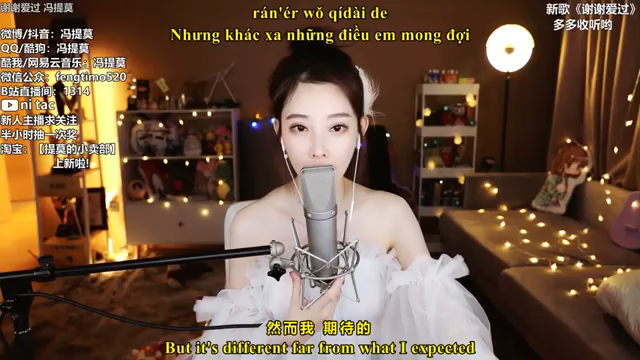 谢谢爱过 冯提莫
微博/抖音：冯提莫
QQ/酷狗：冯提莫
酷我/网易云音乐：冯提莫
微信公众：fengtimo520
B站直播间：1314
ni tac
新人主播求关注
半小时抽一次奖
淘宝：【提莫的小卖部】
上新啦!
rán'ér wǒ qídài de
Nhưng khác xa những điều em mong đợi
新歌《谢谢爱过》
多多收听哟
然而我 期待的
But it's different far from what I expected